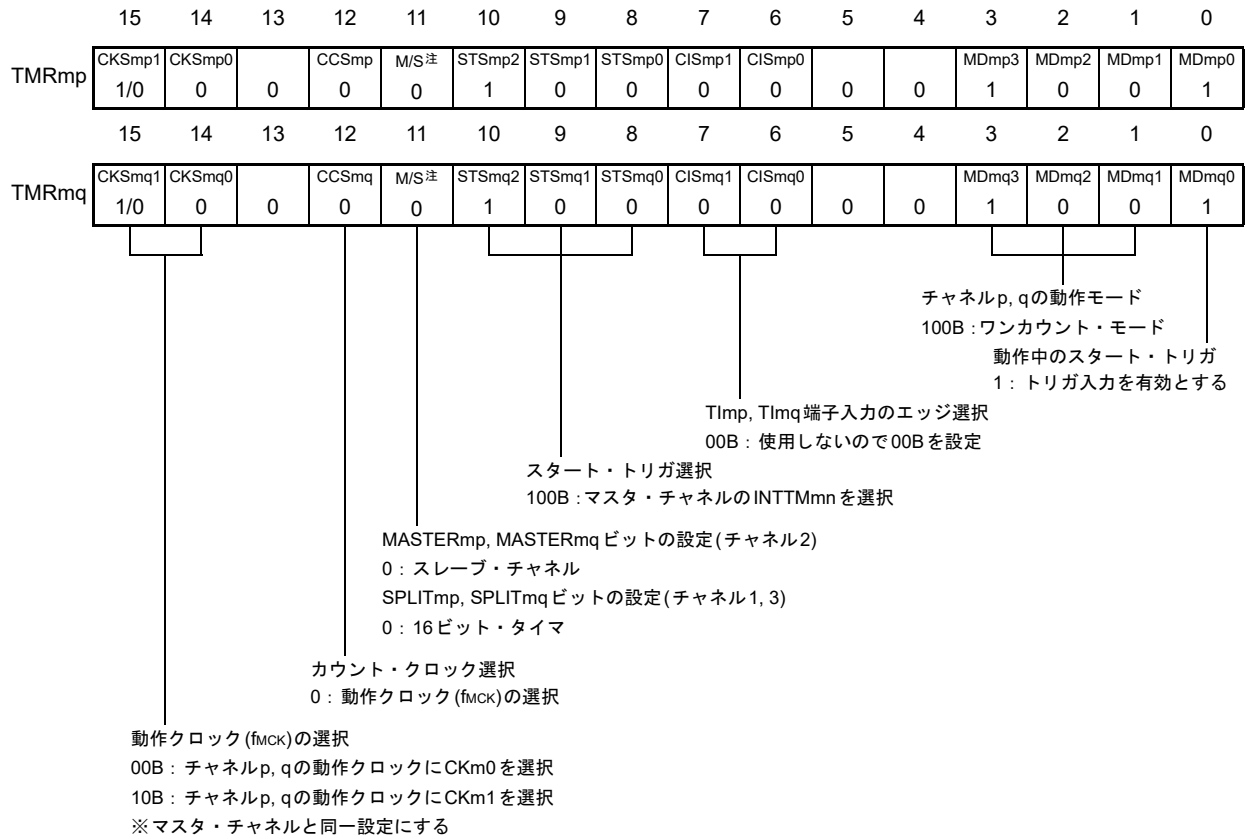 15 14 13 12 11 10 9 8 7 6 5 4 3 2 1 0
TMRmp
CKSmp1 CKSmp0 CCSmp M/S注 STSmp2 STSmp1 STSmp0 CISmp1 CISmp0 MDmp3 MDmp2 MDmp1 MDmp0
1/0 0 0 0 0 1 0 0 0 0 0 0 1 0 0 1
15 14 13 12 11 10 9 8 7 6 5 4 3 2 1 0
TMRmq
CKSmq1 CKSmq0 CCSmq M/S注 STSmq2 STSmq1 STSmq0 CISmq1 CISmq0 MDmq3 MDmq2 MDmq1 MDmq0
1/0 0 0 0 0 1 0 0 0 0 0 0 1 0 0 1
チャネルp, qの動作モード
100B：ワンカウント・モード
動作中のスタート・トリガ
1：トリガ入力を有効とする
TImp, TImq端子入力のエッジ選択
00B：使用しないので00Bを設定
スタート・トリガ選択
100B：マスタ・チャネルのINTTMmnを選択
MASTERmp, MASTERmqビットの設定(チャネル2)
0：スレーブ・チャネル
SPLITmp, SPLITmqビットの設定(チャネル1, 3)
0：16ビット・タイマ
カウント・クロック選択
0：動作クロック(fMCK)の選択
動作クロック(fMCK)の選択
00B：チャネルp, qの動作クロックにCKm0を選択
10B：チャネルp, qの動作クロックにCKm1を選択
※マスタ・チャネルと同一設定にする